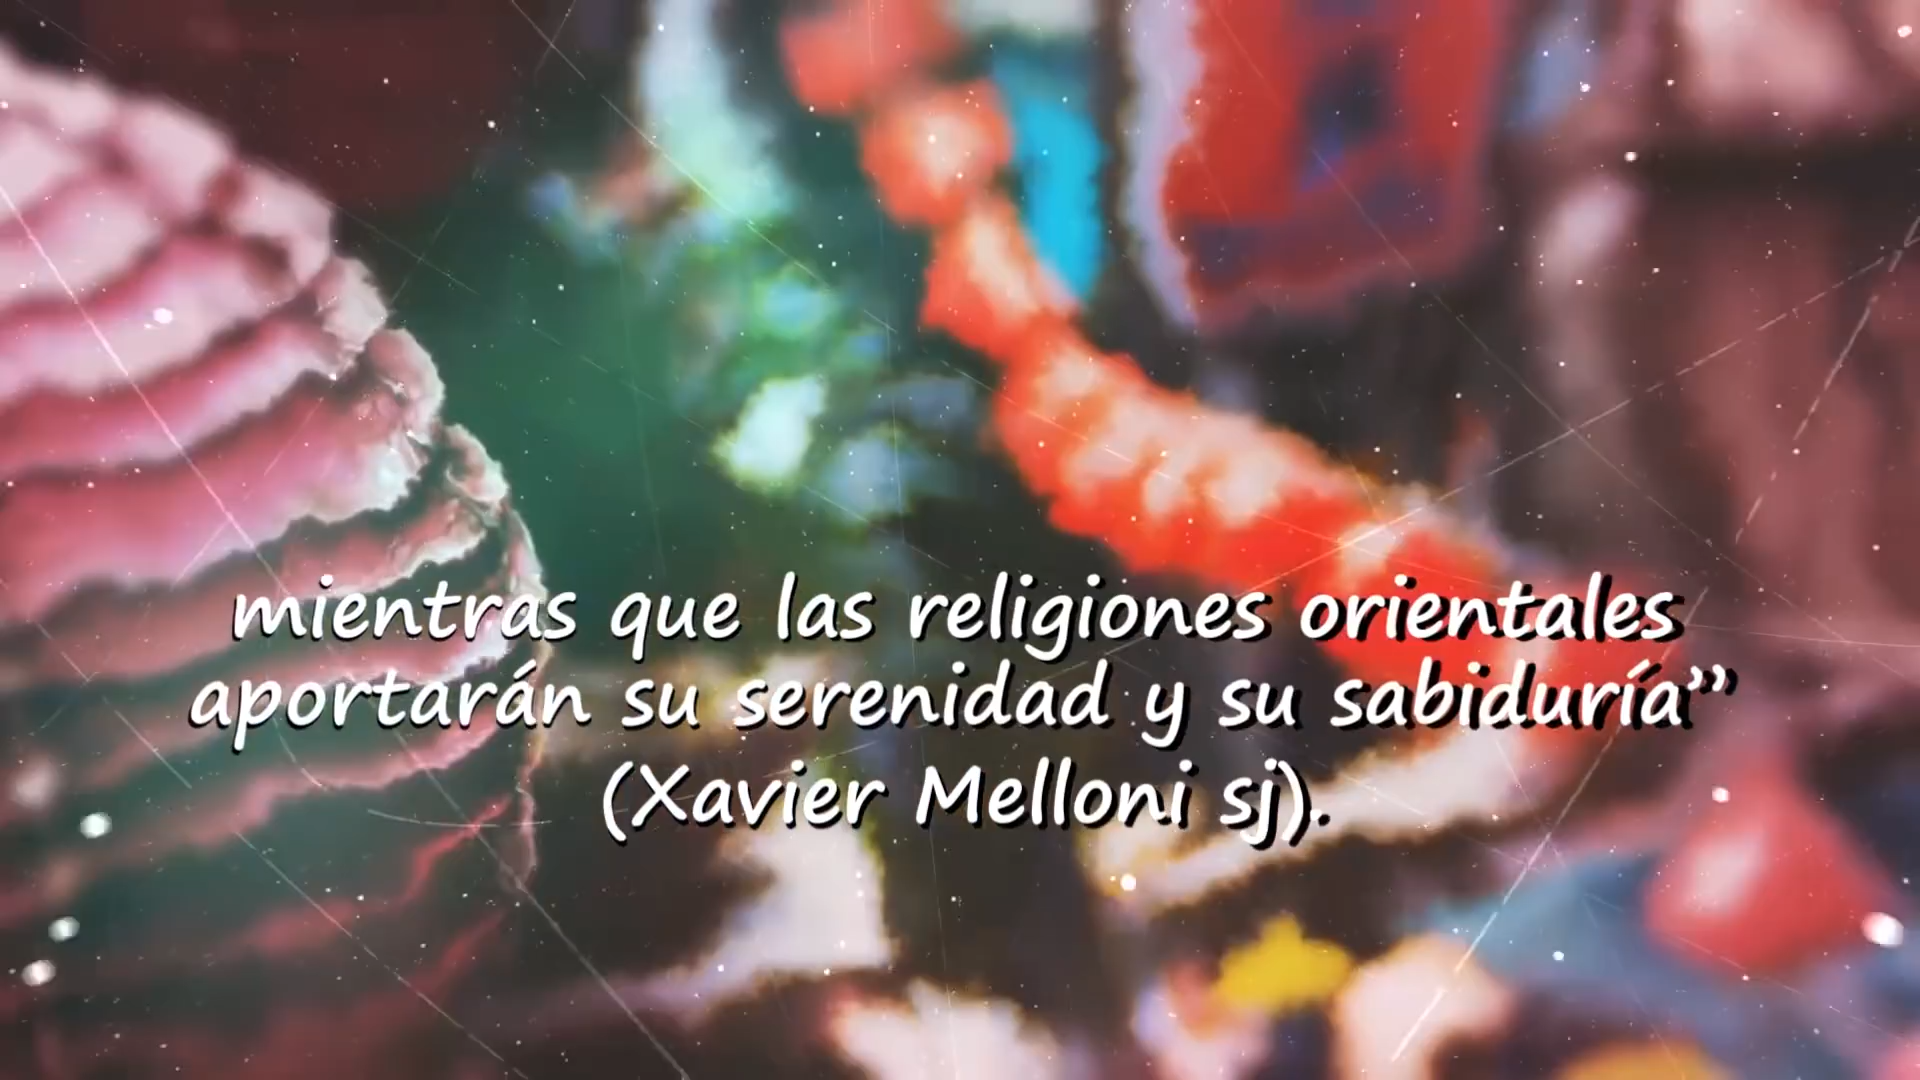 mientras que las religiones orientales
aportarán su serenidad y su sabiduría”
(Xavier Melloni sj).